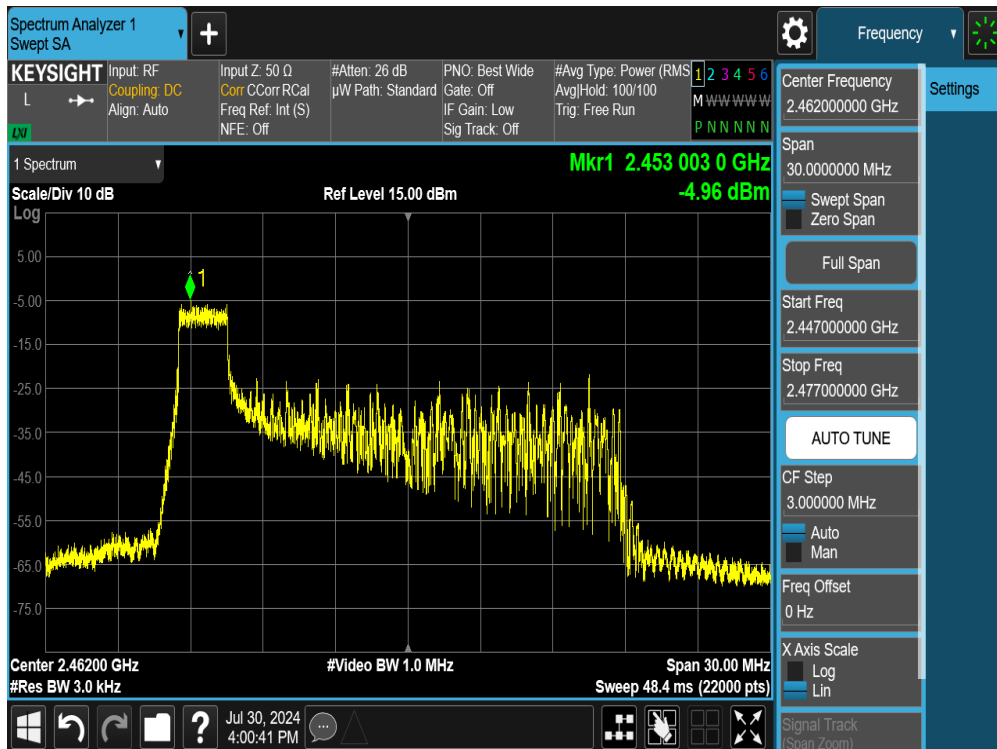 Spectrum Analyzer 1
Swept SA
Frequency
KEYSIGHT
L
LXI
Input: RF
Coupling: DC
Align: Auto
Input Z: 50 Ω
Corr CCorr RCal
Freq Ref: Int (S)
NFE: Off
#Atten: 26 dB
µW Path: Standard
PNO: Best Wide
Gate: Off
IF Gain: Low
Sig Track: Off
#Avg Type: Power (RMS
Avg|Hold: 100/100
Trig: Free Run
1 2 3 4 5 6
M W W W W W
P N N N N N
1 Spectrum
Mkr1 2.453 003 0 GHz
-4.96 dBm
Scale/Div 10 dB
Ref Level 15.00 dBm
Log
5.00
-5.00
-15.0
-25.0
-35.0
-45.0
-55.0
-65.0
-75.0
1
Center 2.46200 GHz
#Video BW 1.0 MHz
Span 30.00 MHz
#Res BW 3.0 kHz
Sweep 48.4 ms (22000 pts)
Center Frequency
2.462000000 GHz
Span
30.0000000 MHz
Swept Span
Zero Span
Full Span
Start Freq
2.447000000 GHz
Stop Freq
2.477000000 GHz
AUTO TUNE
CF Step
3.000000 MHz
Auto
Man
Freq Offset
0 Hz
X Axis Scale
Log
Lin
Signal Track
(Span Zoom)
Settings
?
Jul 30, 2024
4:00:41 PM